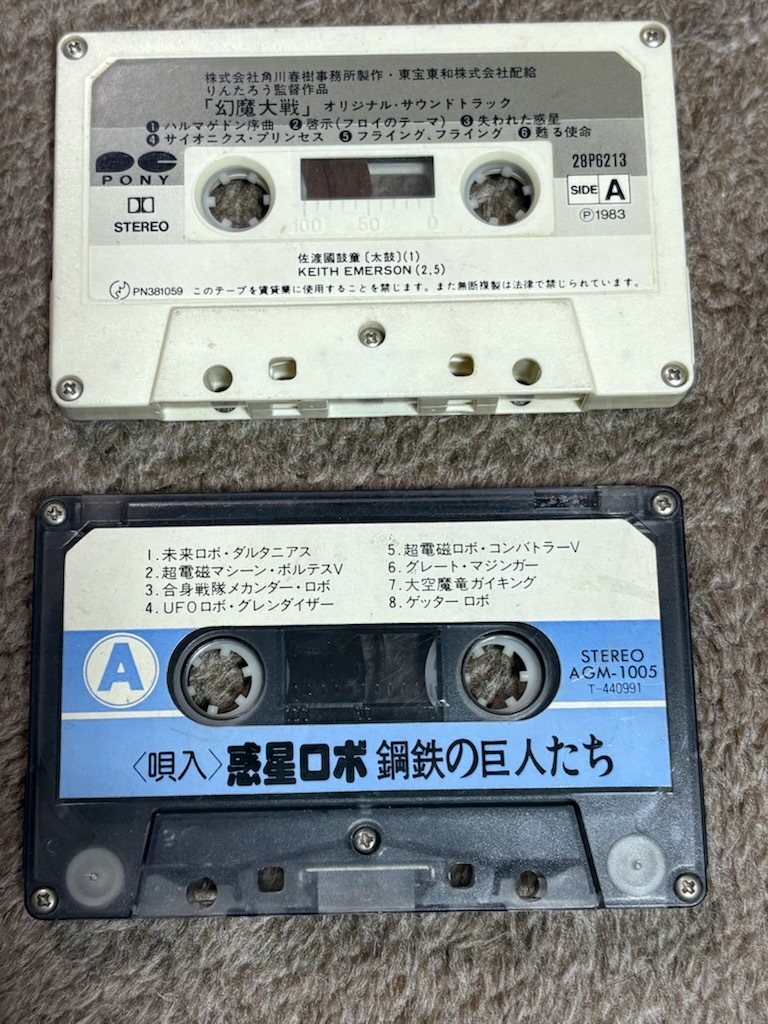 株式会社角川春樹事務所製作・東宝東和株式会社配給
りんたろう監督作品
「幻魔大戦」オリジナル・サウンドトラック
❶ハルマゲドン序曲 ❷啓示(フロイのテーマ) ❸失われた惑星
❹サイオニクス・プリンセス ❺フライング、フライング ❻甦る使命
PONY
28P6213
SIDE A
STEREO
Ⓟ1983
100 50 0
佐渡國鼓童〔太鼓〕(1)
KEITH EMERSON (2,5)
PN381059 このテープを賃貸業に使用することを禁じます。また無断複製は法律で禁じられています。
1.未来ロボ・ダルタニアス
2.超電磁マシーン・ボルテスV
3.合身戦隊メカンダー・ロボ
4.UFOロボ・グレンダイザー
5.超電磁ロボ・コンバトラーV
6.グレート・マジンガー
7.大空魔竜ガイキング
8.ゲッター ロボ
A
STEREO
AGM-1005
T-440991
〈唄入〉惑星ロボ 鋼鉄の巨人たち